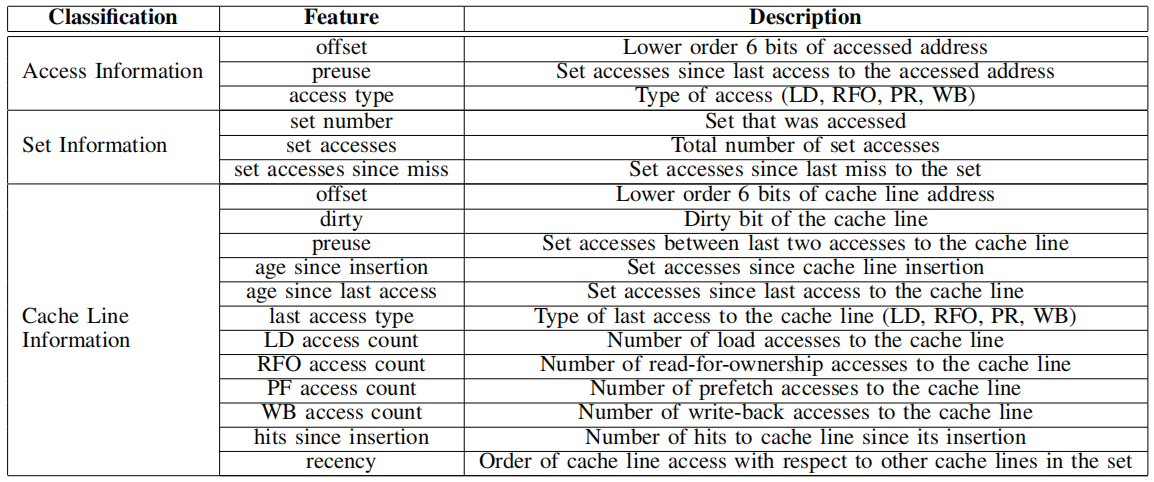 Classification Feature Description
Access Information offset Lower order 6 bits of accessed address
preuse Set accesses since last access to the accessed address
access type Type of access (LD, RFO, PR, WB)
Set Information set number Set that was accessed
set accesses Total number of set accesses
set accesses since miss Set accesses since last miss to the set
Cache Line Information offset Lower order 6 bits of cache line address
dirty Dirty bit of the cache line
preuse Set accesses between last two accesses to the cache line
age since insertion Set accesses since cache line insertion
age since last access Set accesses since last access to the cache line
last access type Type of last access to the cache line (LD, RFO, PR, WB)
LD access count Number of load accesses to the cache line
RFO access count Number of read-for-ownership accesses to the cache line
PF access count Number of prefetch accesses to the cache line
WB access count Number of write-back accesses to the cache line
hits since insertion Number of hits to cache line since its insertion
recency Order of cache line access with respect to other cache lines in the set